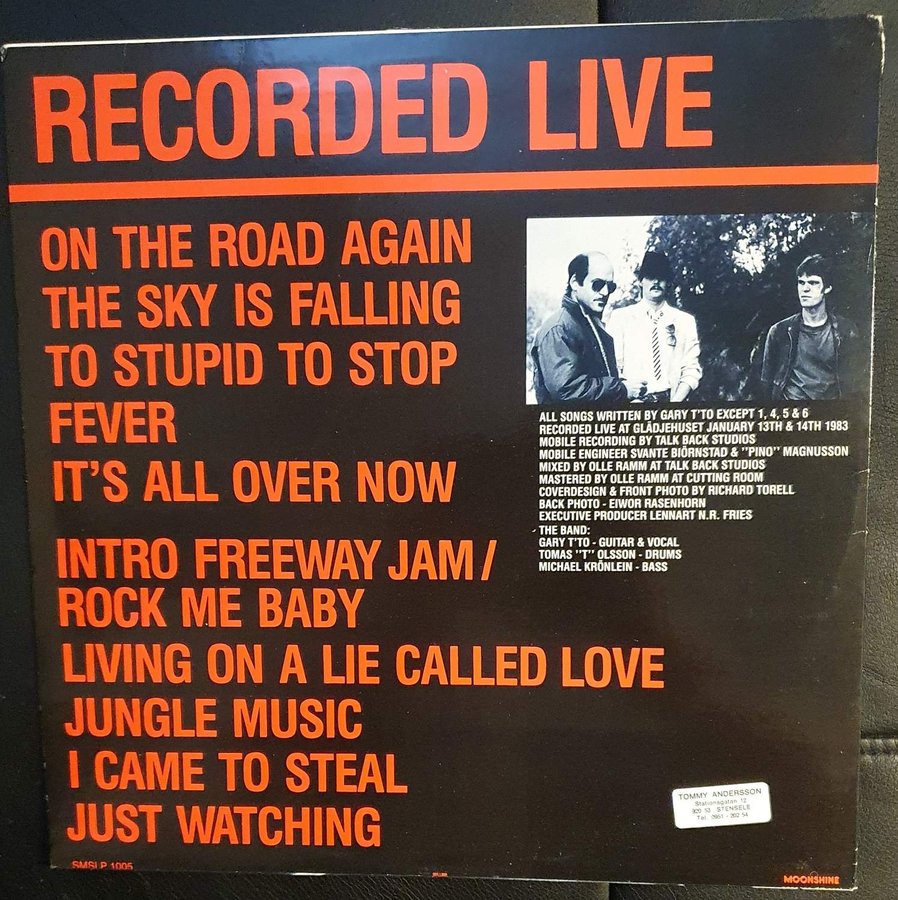 RECORDED LIVE
ON THE ROAD AGAIN
THE SKY IS FALLING
TO STUPID TO STOP
FEVER
IT'S ALL OVER NOW
INTRO FREEWAY JAM/
ROCK ME BABY
LIVING ON A LIE CALLED LOVE
JUNGLE MUSIC
I CAME TO STEAL
JUST WATCHING
ALL SONGS WRITTEN BY GARY T'TO EXCEPT 1, 4, 5 & 6
RECORDED LIVE AT GLÄDJEHUSET JANUARY 13TH & 14TH 1983
MOBILE RECORDING BY TALK BACK STUDIOS
MOBILE ENGINEER SVANTE BIÖRNSTAD & "PINO" MAGNUSSON
MIXED BY OLLE RAMM AT TALK BACK STUDIOS
MASTERED BY OLLE RAMM AT CUTTING ROOM
COVERDESIGN & FRONT PHOTO BY RICHARD TORELL
BACK PHOTO - EIWOR RASENHORN
EXECUTIVE PRODUCER LENNART N.R. FRIES
THE BAND:
GARY T'TO - GUITAR & VOCAL
TOMAS "T" OLSSON - DRUMS
MICHAEL KRÖNLEIN - BASS
TOMMY ANDERSSON
Stationsgatan 12
920 53 STENSELE
Tel. 0951 - 202 54
SMSLP 1005
MOONSHINE